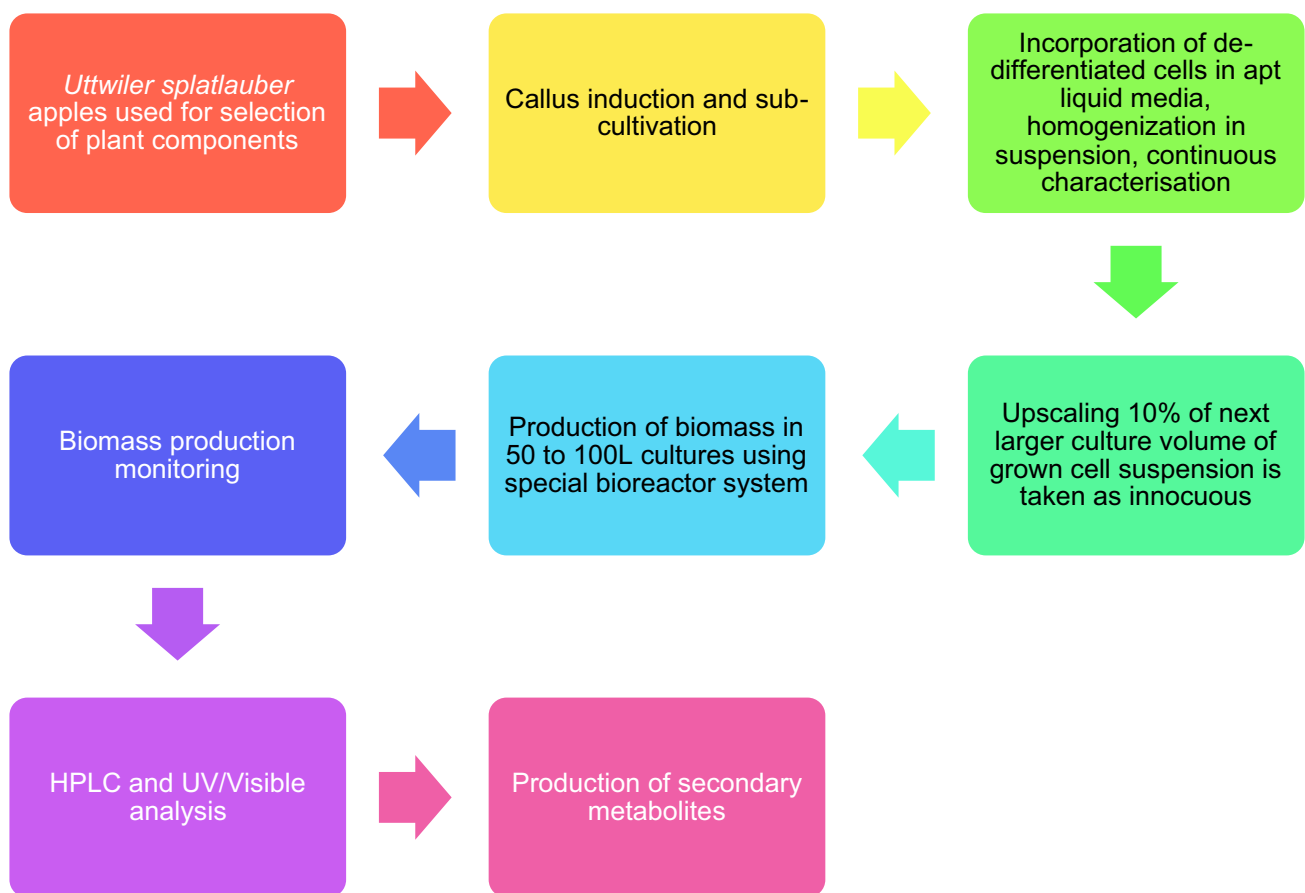 Uttwiler splatlauber
apples used for selection
of plant components
Callus induction and sub-
cultivation
Incorporation of de-
differentiated cells in apt
liquid media,
homogenization in
suspension, continuous
characterisation
Upscaling 10% of next
larger culture volume of
grown cell suspension is
taken as innocuous
Production of biomass in
50 to 100L cultures using
special bioreactor system
Biomass production
monitoring
HPLC and UV/Visible
analysis
Production of secondary
metabolites